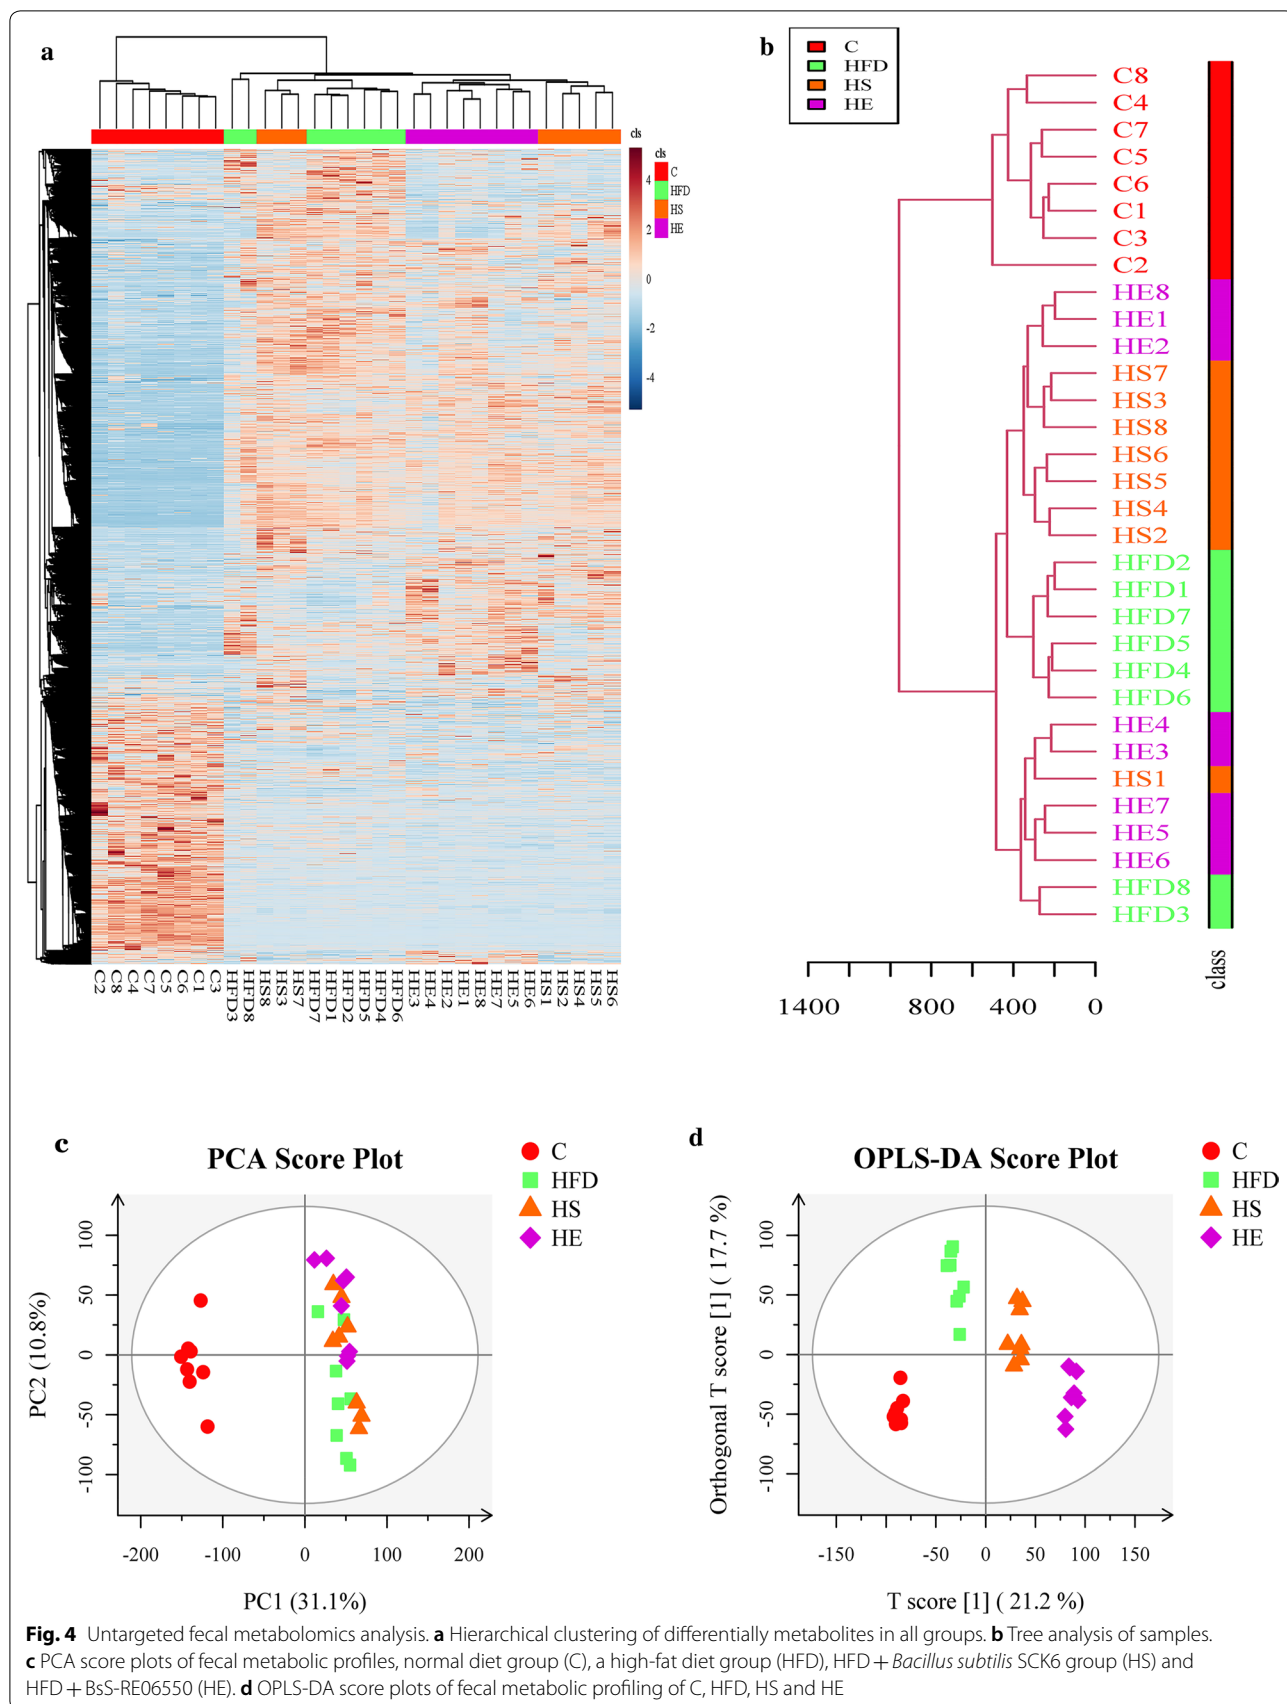 a
cls
cls
C
HFD
HS
HE
4
2
0
-2
-4
C2
C8
C4
C7
C5
C6
C1
C3
HFD3
HFD8
HS8
HS3
HS7
HFD7
HFD1
HFD2
HFD5
HFD4
HFD6
HE3
HE4
HE2
HE1
HE8
HE7
HE5
HE6
HS1
HS2
HS4
HS5
HS6
b
C
HFD
HS
HE
C8
C4
C7
C5
C6
C1
C3
C2
HE8
HE1
HE2
HS7
HS3
HS8
HS6
HS5
HS4
HS2
HFD2
HFD1
HFD7
HFD5
HFD4
HFD6
HE4
HE3
HS1
HE7
HE5
HE6
HFD8
HFD3
class
1400 800 400 0
c
PCA Score Plot
C
HFD
HS
HE
PC2 (10.8%)
100
50
0
-50
-100
-200 -100 0 100 200
PC1 (31.1%)
d
OPLS-DA Score Plot
C
HFD
HS
HE
Orthogonal T score [1] ( 17.7 %)
100
50
0
-50
-100
-150 -50 0 50 100 150
T score [1] ( 21.2 %)
Fig. 4 Untargeted fecal metabolomics analysis. a Hierarchical clustering of differentially metabolites in all groups. b Tree analysis of samples.
c PCA score plots of fecal metabolic profiles, normal diet group (C), a high-fat diet group (HFD), HFD + Bacillus subtilis SCK6 group (HS) and
HFD + BsS-RE06550 (HE). d OPLS-DA score plots of fecal metabolic profiling of C, HFD, HS and HE